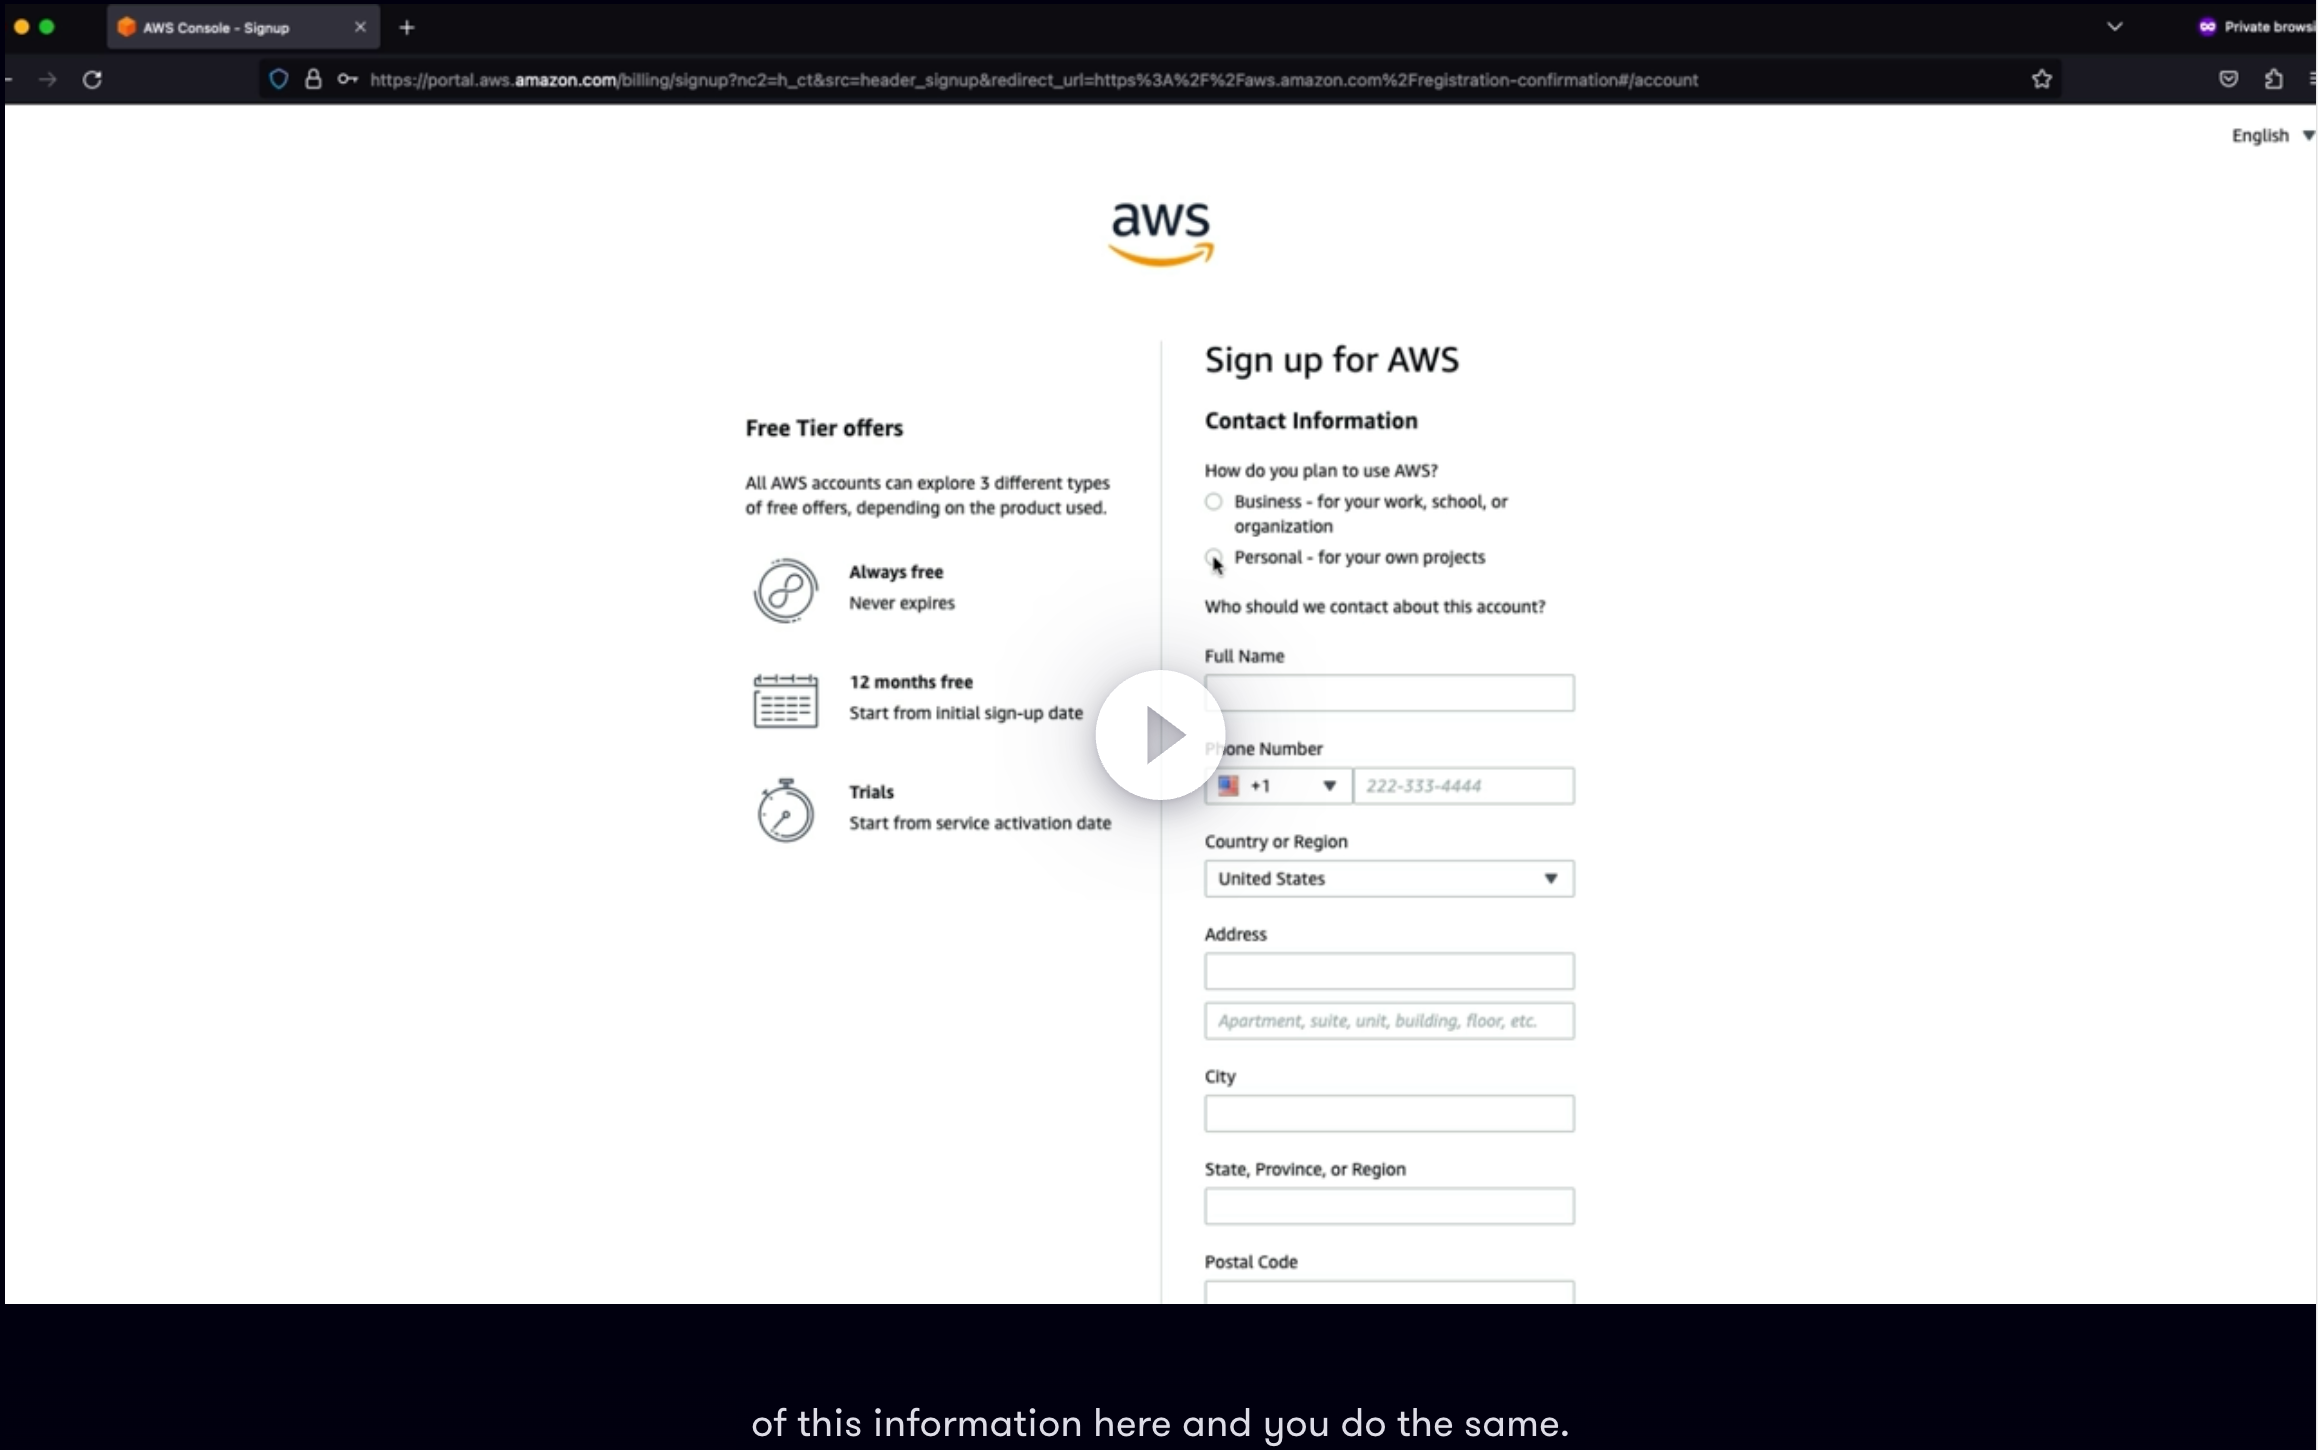 AWS Console - Signup
Private brows
https://portal.aws.amazon.com/billing/signup?nc2=h_ct&src=header_signup&redirect_url=https%3A%2F%2Faws.amazon.com%2Fregistration-confirmation#/account
English
aws
Free Tier offers
All AWS accounts can explore 3 different types
of free offers, depending on the product used.
Always free
Never expires
12 months free
Start from initial sign-up date
Trials
Start from service activation date
Sign up for AWS
Contact Information
How do you plan to use AWS?
Business - for your work, school, or
organization
Personal - for your own projects
Who should we contact about this account?
Full Name
Phone Number
+1
222-333-4444
Country or Region
United States
Address
Apartment, suite, unit, building, floor, etc.
City
State, Province, or Region
Postal Code
of this information here and you do the same.